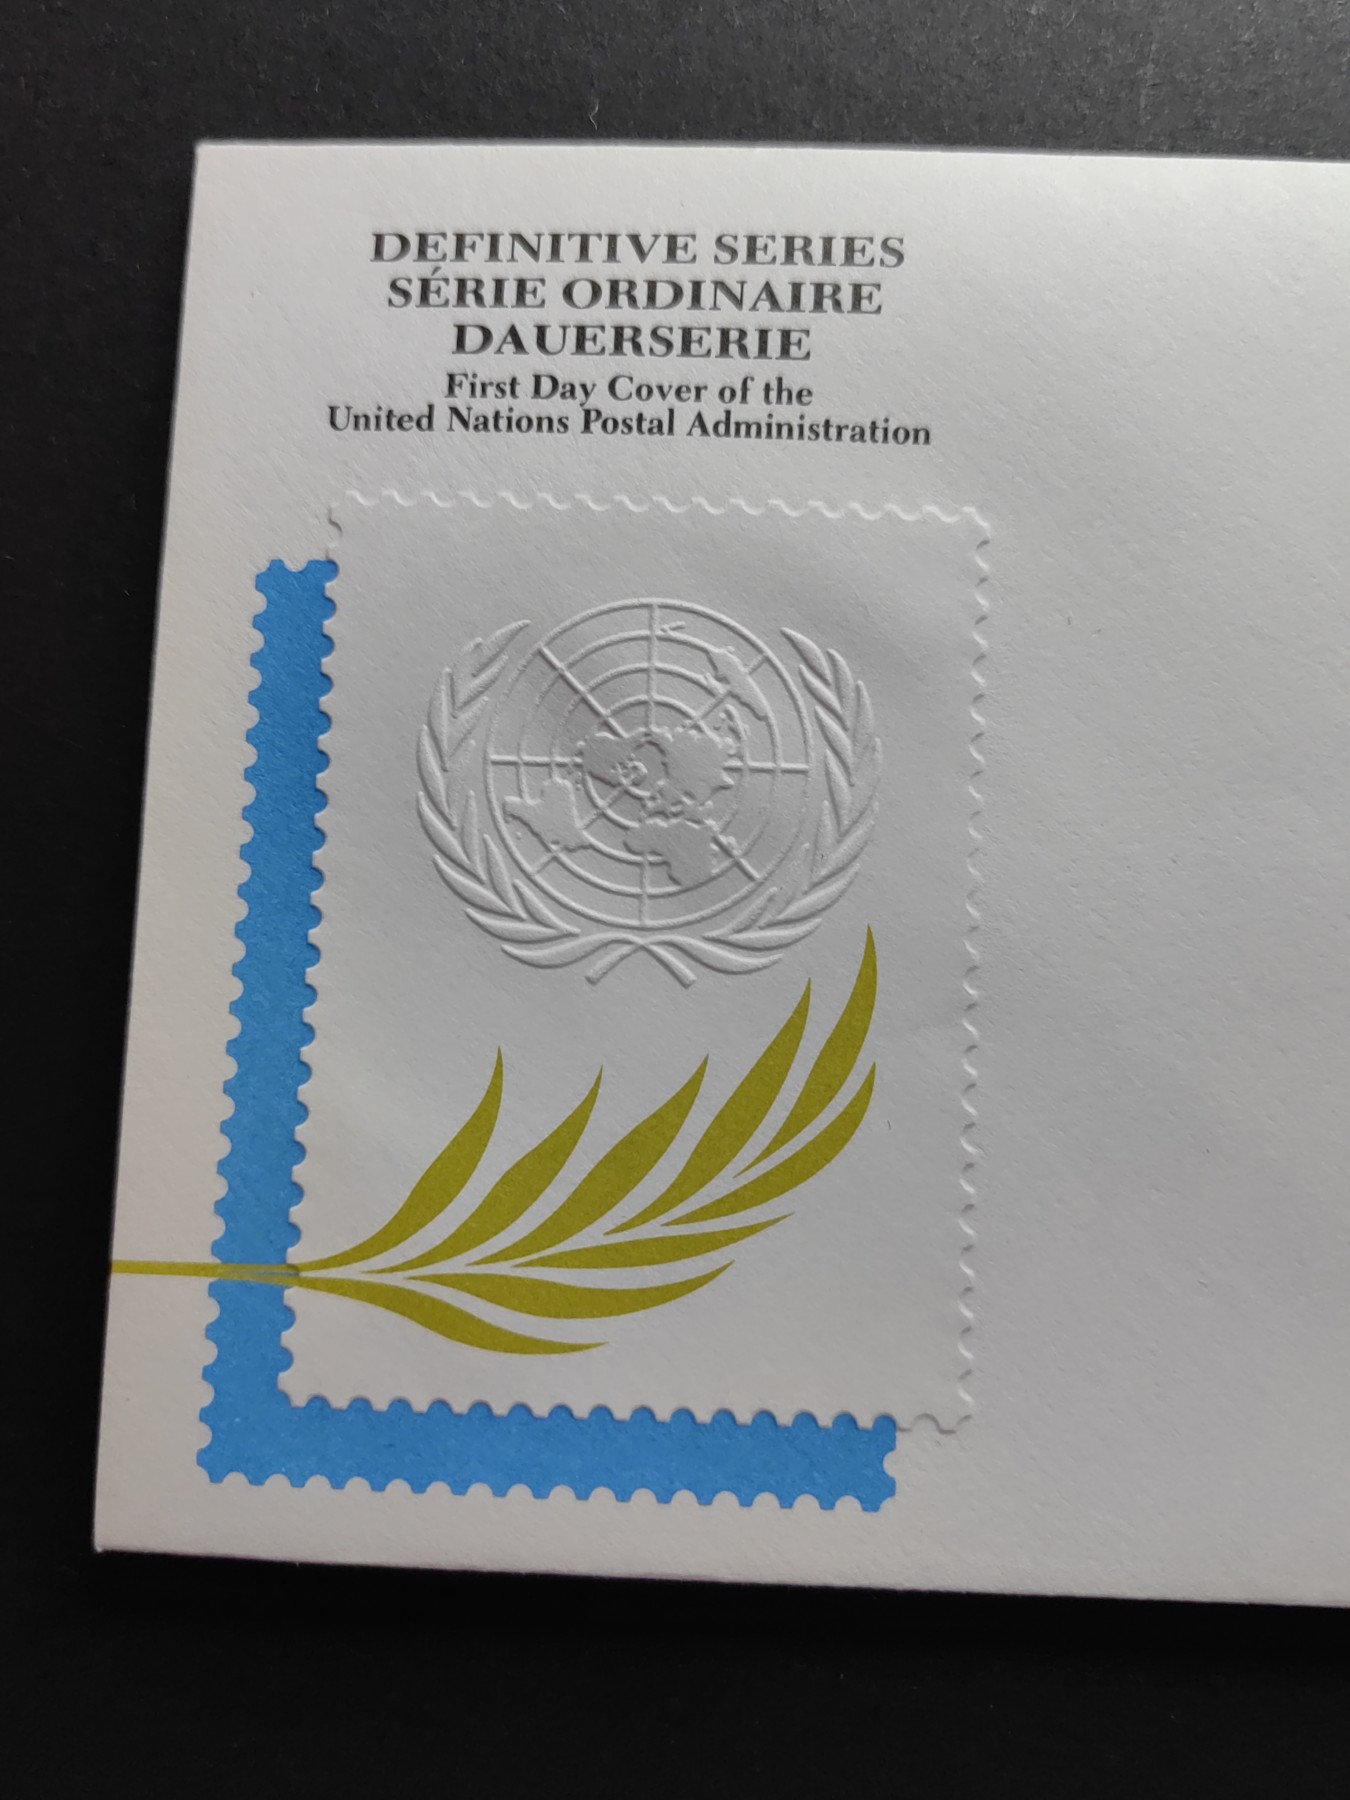 DEFINITIVE SERIES
SÉRIE ORDINAIRE
DAUERSERIE
First Day Cover of the
United Nations Postal Administration